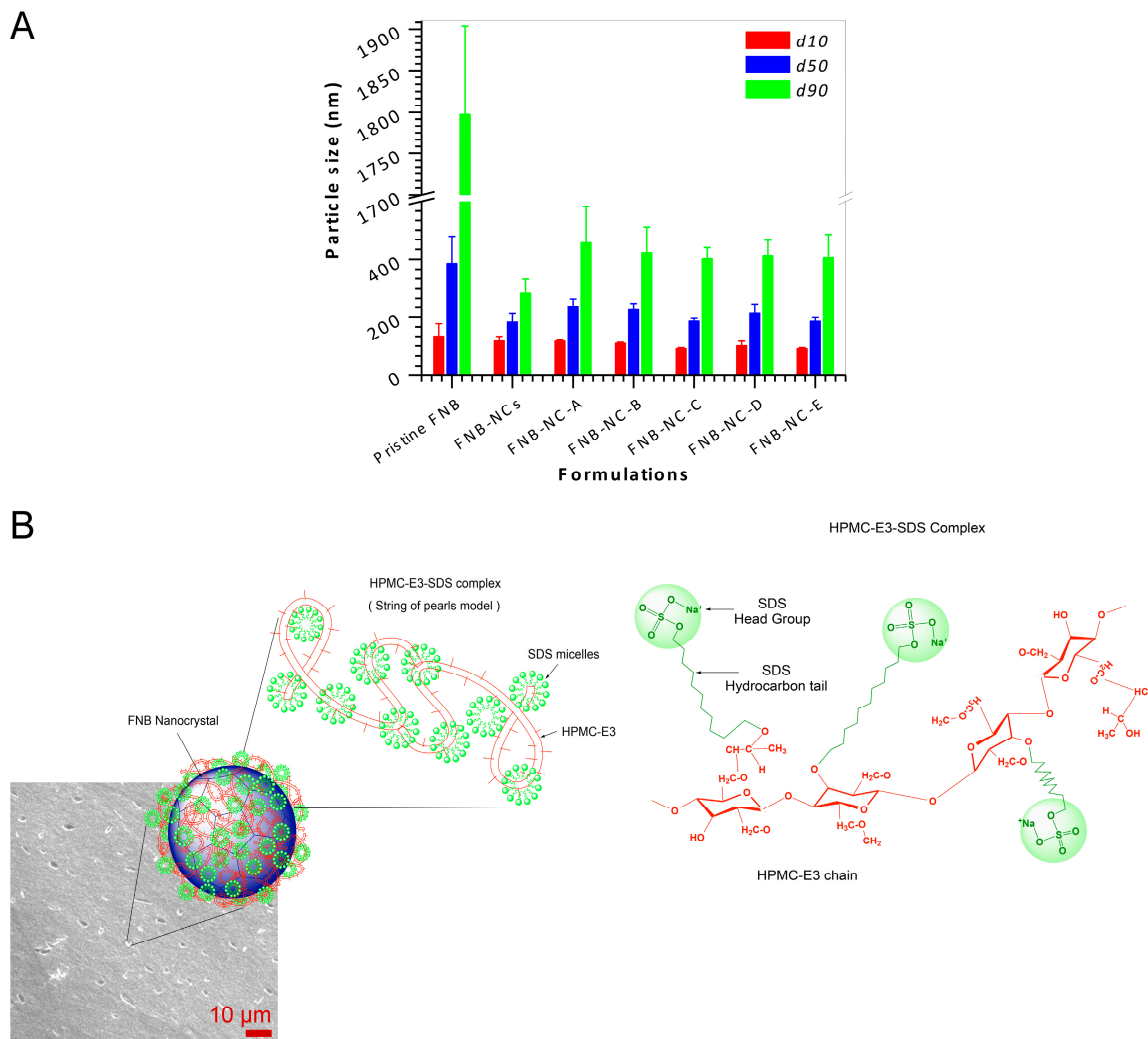 A
Particle size (nm)
1900
1850
1800
1750
1700
400
200
0
d10
d50
d90
Pristine FNB
FNB-NCs
FNB-NC-A
FNB-NC-B
FNB-NC-C
FNB-NC-D
FNB-NC-E
Formulations
B
HPMC-E3-SDS Complex
HPMC-E3-SDS complex
( String of pearls model )
SDS micelles
FNB Nanocrystal
HPMC-E3
SDS
Head Group
SDS
Hydrocarbon tail
HPMC-E3 chain
10 µm
O
O
S
O
O
Na
O
O
S
O
O
Na
HO
O
O-CH₂
O
H₂C
O
HC
H₃C
OH
H
O
CH₃
H
H₂C-O
O
O
HO
H₂C-O
O
O
H₂C-O
O
H₃C-O
CH₂
O
H₂C-O
O
O
O
⁺Na
O
O
S
O
O